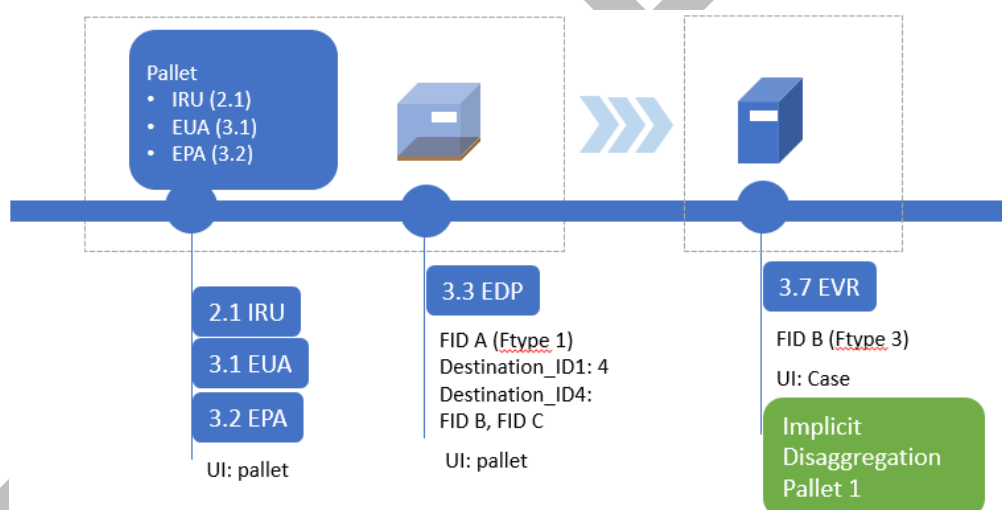 Pallet
• IRU (2.1)
• EUA (3.1)
• EPA (3.2)
2.1 IRU
3.1 EUA
3.2 EPA
UI: pallet
3.3 EDP
FID A (Ftype 1)
Destination_ID1: 4
Destination_ID4:
FID B, FID C
UI: pallet
3.7 EVR
FID B (Ftype 3)
UI: Case
Implicit
Disaggregation
Pallet 1